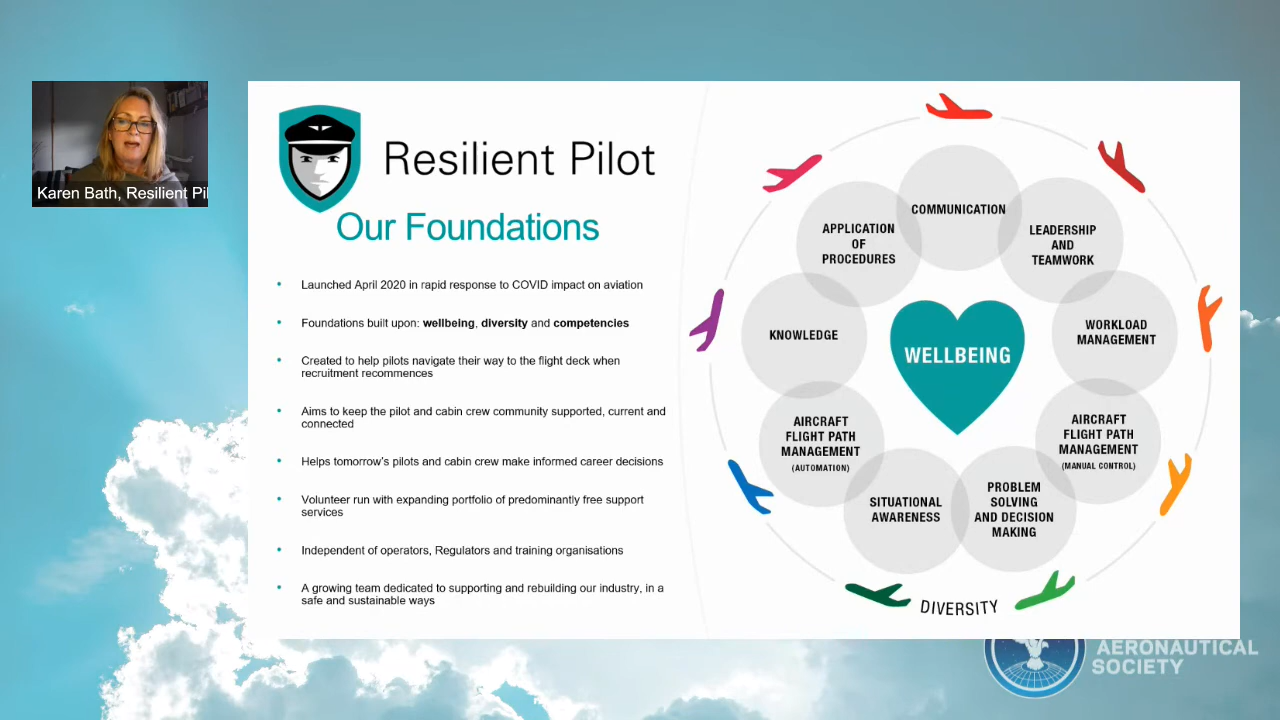 Karen Bath, Resilient Pil
Resilient Pilot
Our Foundations
• Launched April 2020 in rapid response to COVID impact on aviation
• Foundations built upon: wellbeing, diversity and competencies
• Created to help pilots navigate their way to the flight deck when
recruitment recommences
• Aims to keep the pilot and cabin crew community supported, current and
connected
• Helps tomorrow's pilots and cabin crew make informed career decisions
• Volunteer run with expanding portfolio of predominantly free support
services
• Independent of operators, Regulators and training organisations
• A growing team dedicated to supporting and rebuilding our industry, in a
safe and sustainable ways
COMMUNICATION
LEADERSHIP
AND
TEAMWORK
WORKLOAD
MANAGEMENT
AIRCRAFT
FLIGHT PATH
MANAGEMENT
(MANUAL CONTROL)
PROBLEM
SOLVING
AND DECISION
MAKING
SITUATIONAL
AWARENESS
AIRCRAFT
FLIGHT PATH
MANAGEMENT
(AUTOMATION)
KNOWLEDGE
APPLICATION
OF
PROCEDURES
WELLBEING
DIVERSITY
AERONAUTICAL
SOCIETY